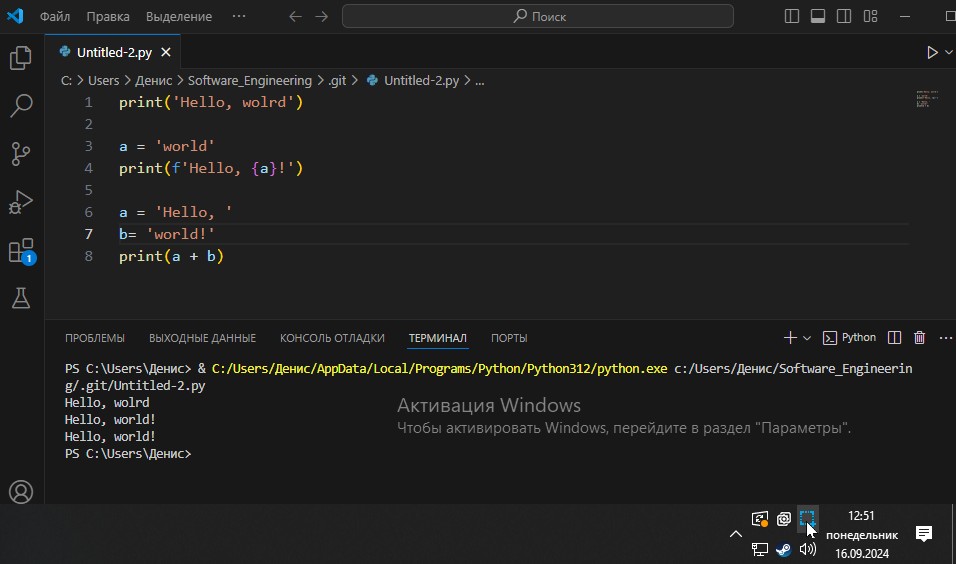 Файл Правка Выделение ··· Поиск
Untitled-2.py
C: > Users > Денис > Software_Engineering > .git > Untitled-2.py > ...
1 print('Hello, wolrd')
2
3 a = 'world'
4 print(f'Hello, {a}!')
5
6 a = 'Hello, '
7 b= 'world!'
8 print(a + b)
1
ПРОБЛЕМЫ ВЫХОДНЫЕ ДАННЫЕ КОНСОЛЬ ОТЛАДКИ ТЕРМИНАЛ ПОРТЫ Python ···
PS C:\Users\Денис> & C:/Users/Денис/AppData/Local/Programs/Python/Python312/python.exe c:/Users/Денис/Software_Engineerin
g/.git/Untitled-2.py
Hello, wolrd
Hello, world!
Hello, world!
PS C:\Users\Денис>
Активация Windows
Чтобы активировать Windows, перейдите в раздел "Параметры".
12:51
понедельник
16.09.2024